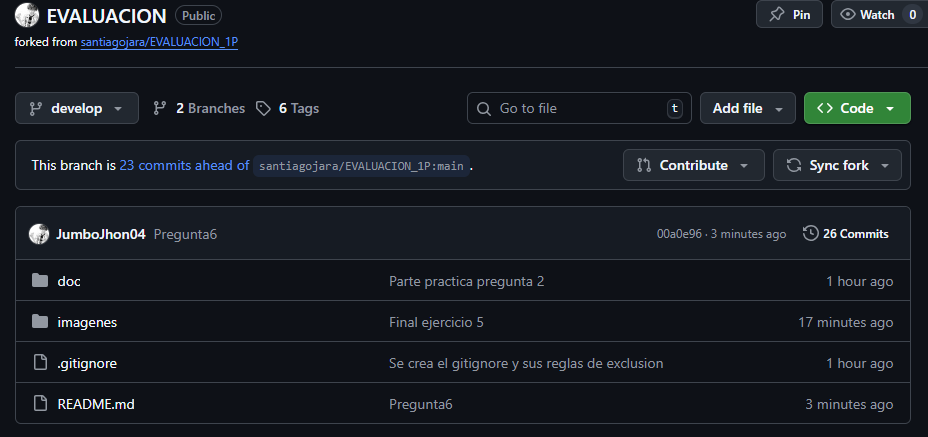 EVALUACION Public Pin Watch 0
forked from santiagojara/EVALUACION_1P
develop 2 Branches 6 Tags Go to file t Add file Code
This branch is 23 commits ahead of santiagojara/EVALUACION_1P:main. Contribute Sync fork
JumboJhon04 Pregunta6 00a0e96 · 3 minutes ago 26 Commits
doc Parte practica pregunta 2 1 hour ago
imagenes Final ejercicio 5 17 minutes ago
.gitignore Se crea el gitignore y sus reglas de exclusion 1 hour ago
README.md Pregunta6 3 minutes ago